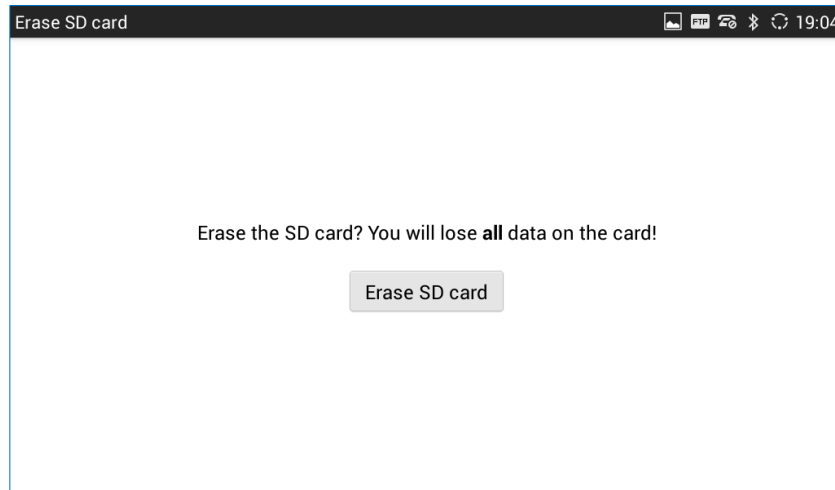 Erase SD card
FTP
19:04
Erase the SD card? You will lose all data on the card!
Erase SD card